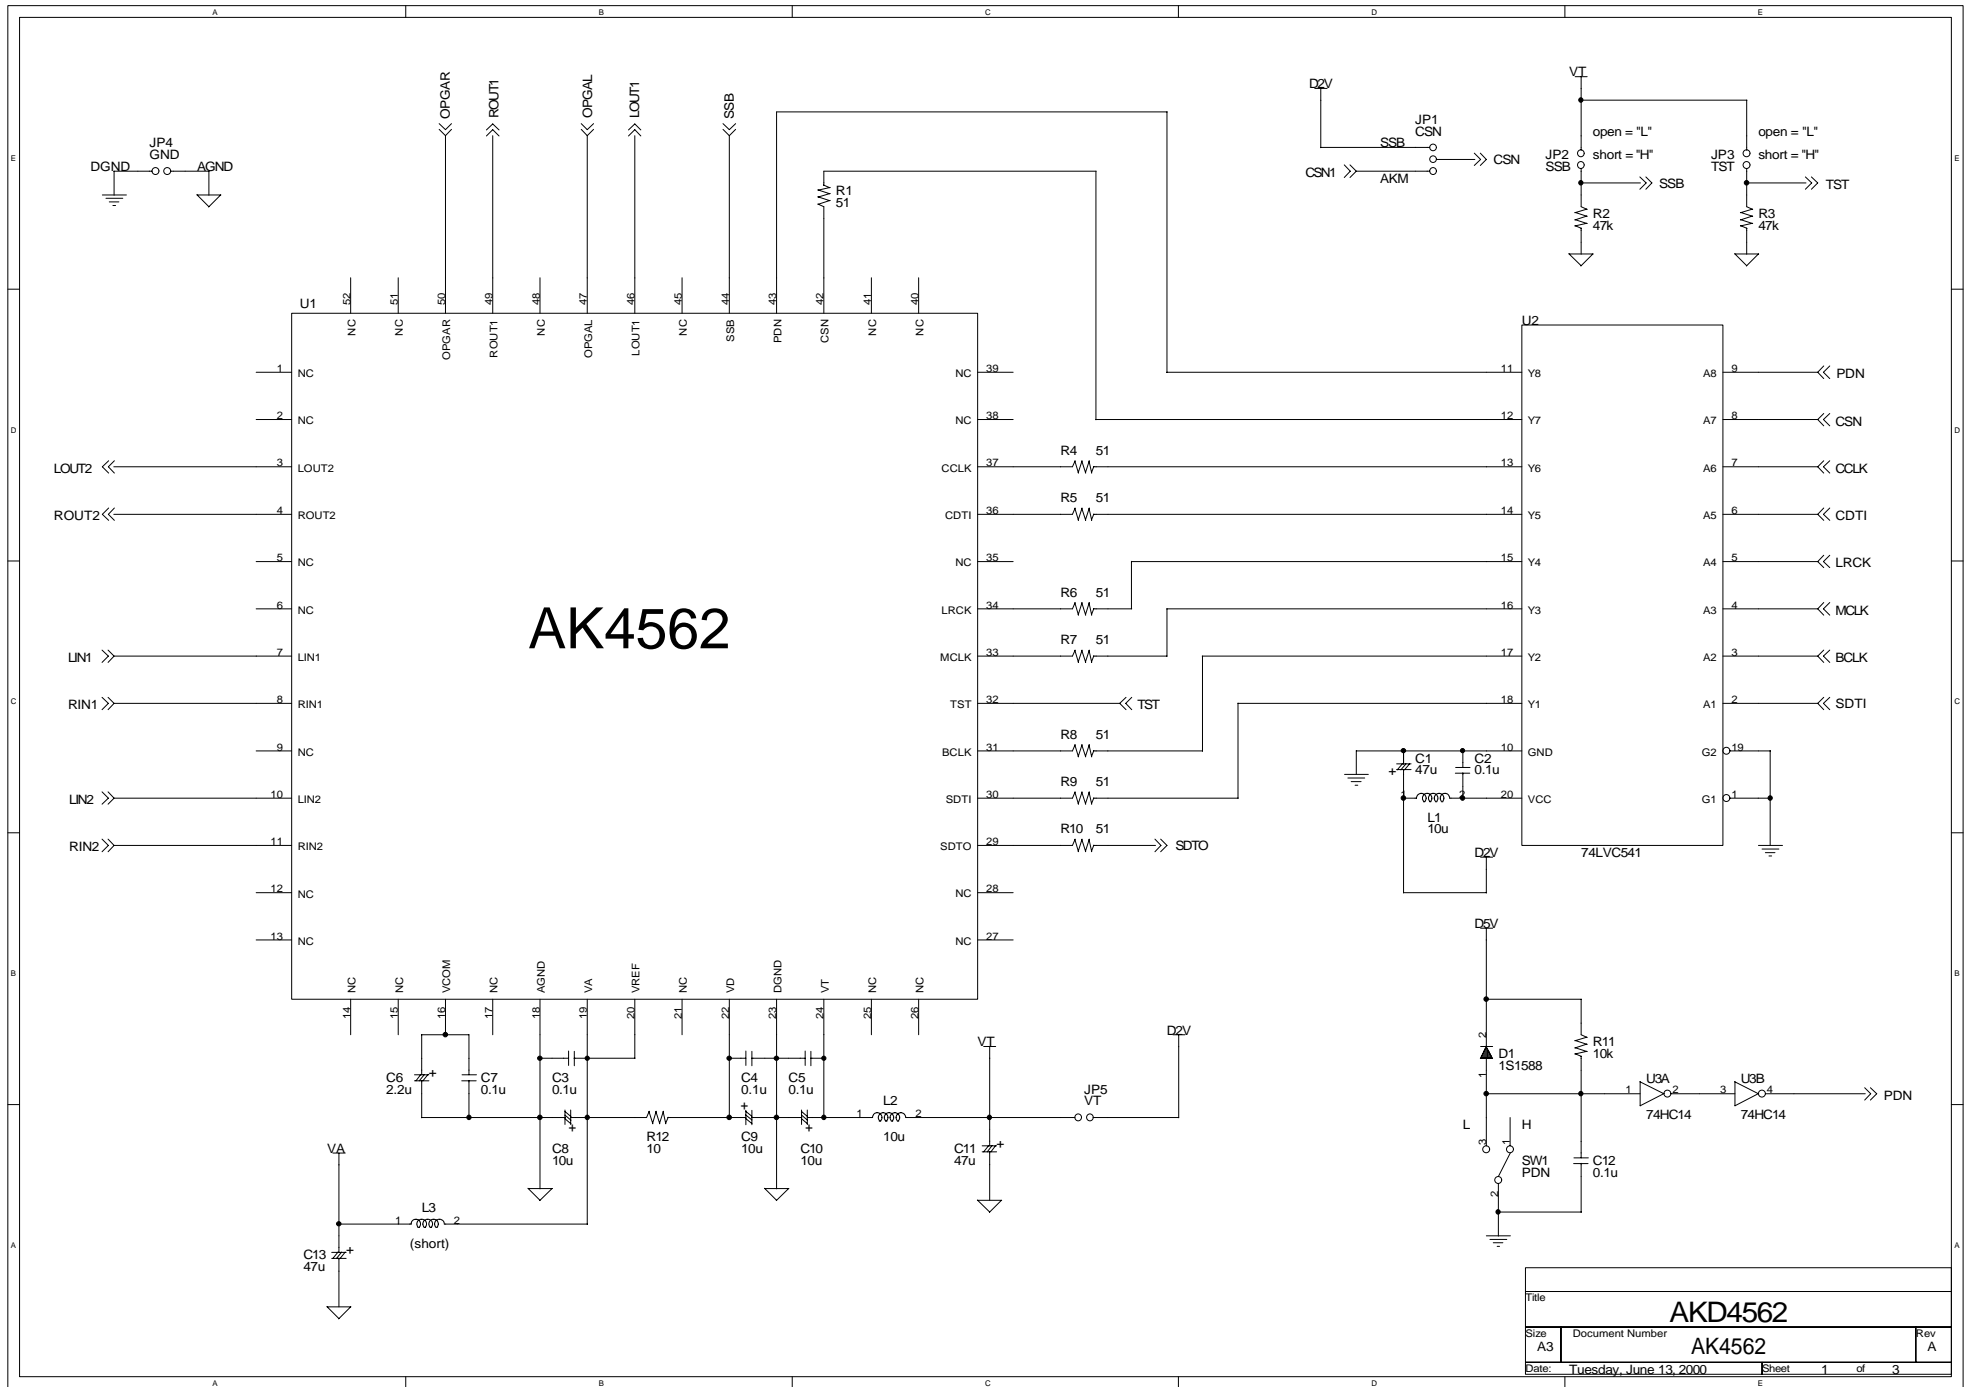 A B C D E
OPGAR ROUT1 OPGAL LOUT1 SSB
JP4
GND
DGND AGND
D2V
JP1
CSN
SSB
CSN1 AKM CSN
VT
open = "L" open = "L"
JP2 short = "H" JP3 short = "H"
SSB TST
SSB TST
R2
47k
R3
47k
R1
51
U1
52 51 50 49 48 47 46 45 44 43 42 41 40
NC NC OPGAR ROUT1 NC OPGAL LOUT1 NC SSB PDN CSN NC NC
U2
1 NC
2 NC
LOUT2 3 LOUT2
ROUT2 4 ROUT2
5 NC
6 NC
LIN1 7 LIN1
RIN1 8 RIN1
9 NC
LIN2 10 LIN2
RIN2 11 RIN2
12 NC
13 NC
AK4562
NC 39
NC 38
CCLK 37 R4 51
CDTI 36 R5 51
NC 35
LRCK 34 R6 51
MCLK 33 R7 51
TST 32 TST
BCLK 31 R8 51
SDTI 30 R9 51
SDTO 29 R10 51 SDTO
NC 28
NC 27
11 Y8 A8 9 PDN
12 Y7 A7 8 CSN
13 Y6 A6 7 CCLK
14 Y5 A5 6 CDTI
15 Y4 A4 5 LRCK
16 Y3 A3 4 MCLK
17 Y2 A2 3 BCLK
18 Y1 A1 2 SDTI
10 GND G2 19
20 VCC G1 1
74LVC541
C1
+ 47u
C2
0.1u
1 2
L1
10u
D2V
NC NC VCOM NC AGND VA VREF NC VD DGND VT NC NC
14 15 16 17 18 19 20 21 22 23 24 25 26
C6
2.2u
+
C7
0.1u
C3
0.1u
C4
0.1u
C5
0.1u
C8
10u
+
R12
10
C9
10u
+
C10
10u
+
1 L2 2
10u
VT
C11
47u
+
JP5
VT
D2V
VA
1 L3 2
(short)
C13
47u
+
D5V
2
D1
1S1588
1
R11
10k
1 U3A 2
74HC14
3 U3B 4
74HC14
PDN
L H
3 1
SW1
PDN
2
C12
0.1u
Title
AKD4562
Size
A3
Document Number
AK4562
Rev
A
Date: Tuesday, June 13, 2000 Sheet 1 of 3
A B C D E
E D C B A
E D C B A